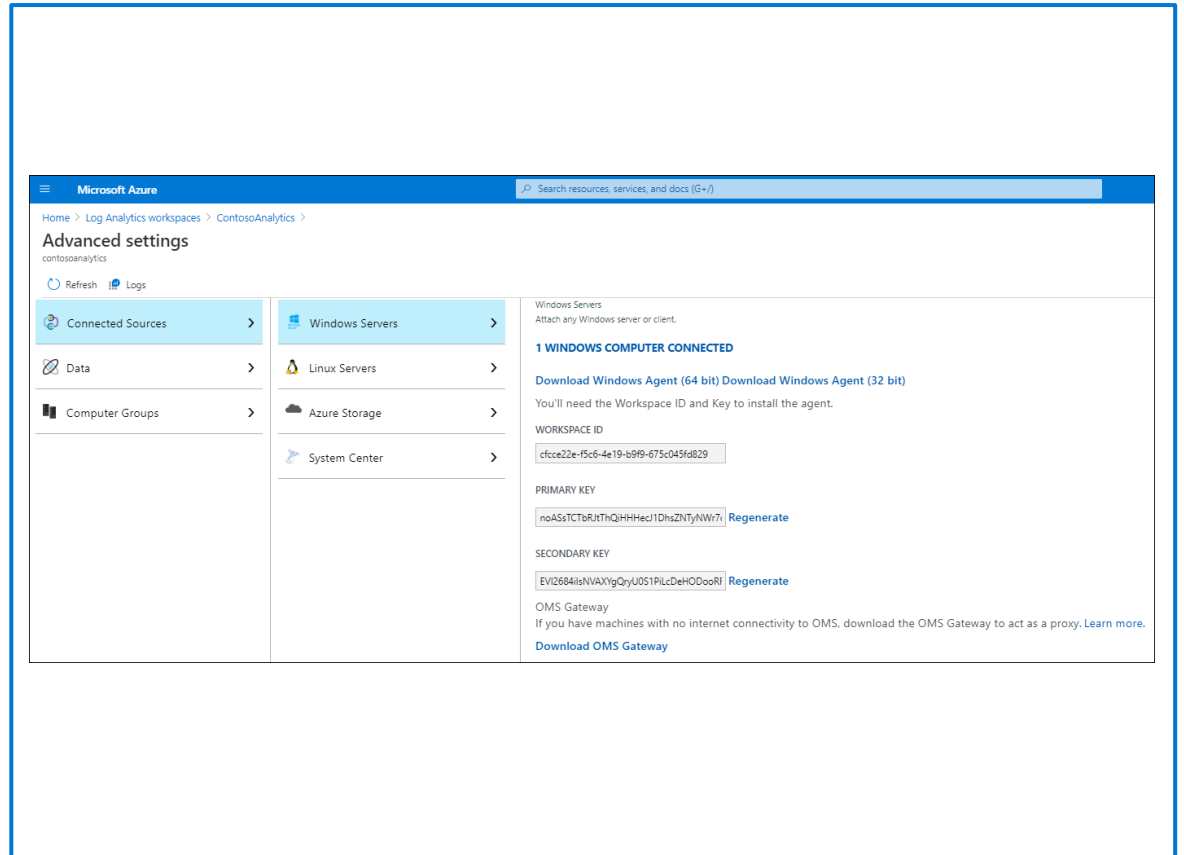 Microsoft Azure
Search resources, services, and docs (G+/)
Home > Log Analytics workspaces > ContosoAnalytics >
Advanced settings
contosoanalytics
Refresh Logs
Connected Sources
Data
Computer Groups
Windows Servers
Linux Servers
Azure Storage
System Center
Windows Servers
Attach any Windows server or client.
1 WINDOWS COMPUTER CONNECTED
Download Windows Agent (64 bit) Download Windows Agent (32 bit)
You'll need the Workspace ID and Key to install the agent.
WORKSPACE ID
cfcce22e-f5c6-4e19-b9f9-675c045fd829
PRIMARY KEY
Regenerate
SECONDARY KEY
Regenerate
OMS Gateway
If you have machines with no internet connectivity to OMS, download the OMS Gateway to act as a proxy. Learn more.
Download OMS Gateway